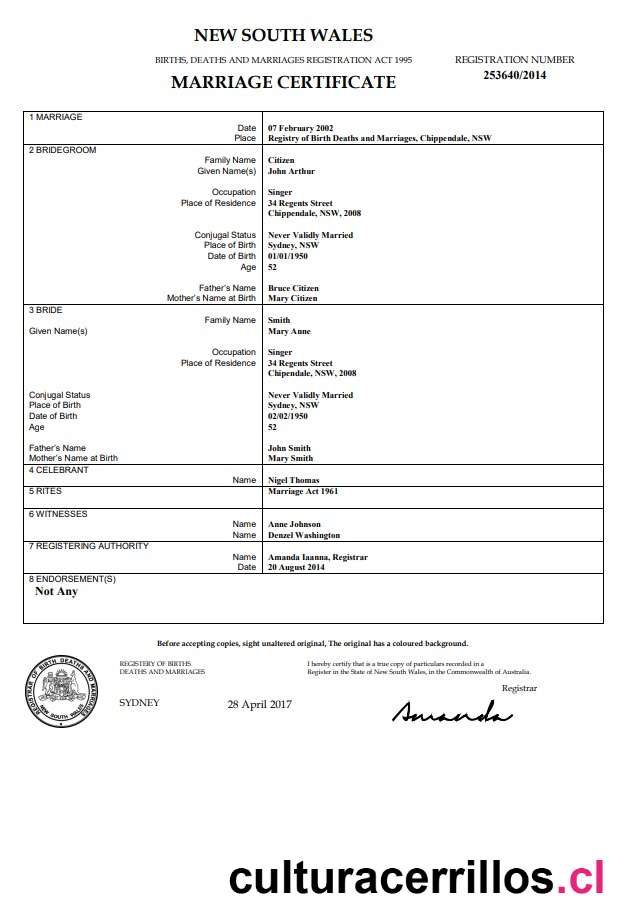 NEW SOUTH WALES
BIRTHS, DEATHS AND MARRIAGES REGISTRATION ACT 1995
REGISTRATION NUMBER
MARRIAGE CERTIFICATE
253640/2014
1 MARRIAGE
Date 07 February 2002
Place Registry of Birth Deaths and Marriages, Chippendale, NSW
2 BRIDEGROOM
Family Name Citizen
Given Name(s) John Arthur
Occupation Singer
Place of Residence 34 Regents Street
Chippendale, NSW, 2008
Conjugal Status Never Validly Married
Place of Birth Sydney, NSW
Date of Birth 01/01/1950
Age 52
Father's Name Bruce Citizen
Mother's Name at Birth Mary Citizen
3 BRIDE
Family Name Smith
Given Name(s) Mary Anne
Occupation Singer
Place of Residence 34 Regents Street
Chipendale, NSW, 2008
Conjugal Status Never Validly Married
Place of Birth Sydney, NSW
Date of Birth 02/02/1950
Age 52
Father's Name John Smith
Mother's Name at Birth Mary Smith
4 CELEBRANT
Name Nigel Thomas
5 RITES Marriage Act 1961
6 WITNESSES
Name Anne Johnson
Name Denzel Washington
7 REGISTERING AUTHORITY
Name Amanda Iaanna, Registrar
Date 20 August 2014
8 ENDORSEMENT(S)
Not Any
Before accepting copies, sight unaltered original, The original has a coloured background.
REGISTRAR OF BIRTH DEATHS AND MARRIAGES
NEW SOUTH WALES
REGISTERY OF BIRTHS
DEATHS AND MARRIAGES
I hereby certify that is a true copy of particulars recorded in a
Register in the State of New South Wales, in the Commonwealth of Australia.
Registrar
SYDNEY
28 April 2017
Amanda
culturacerrillos.cl